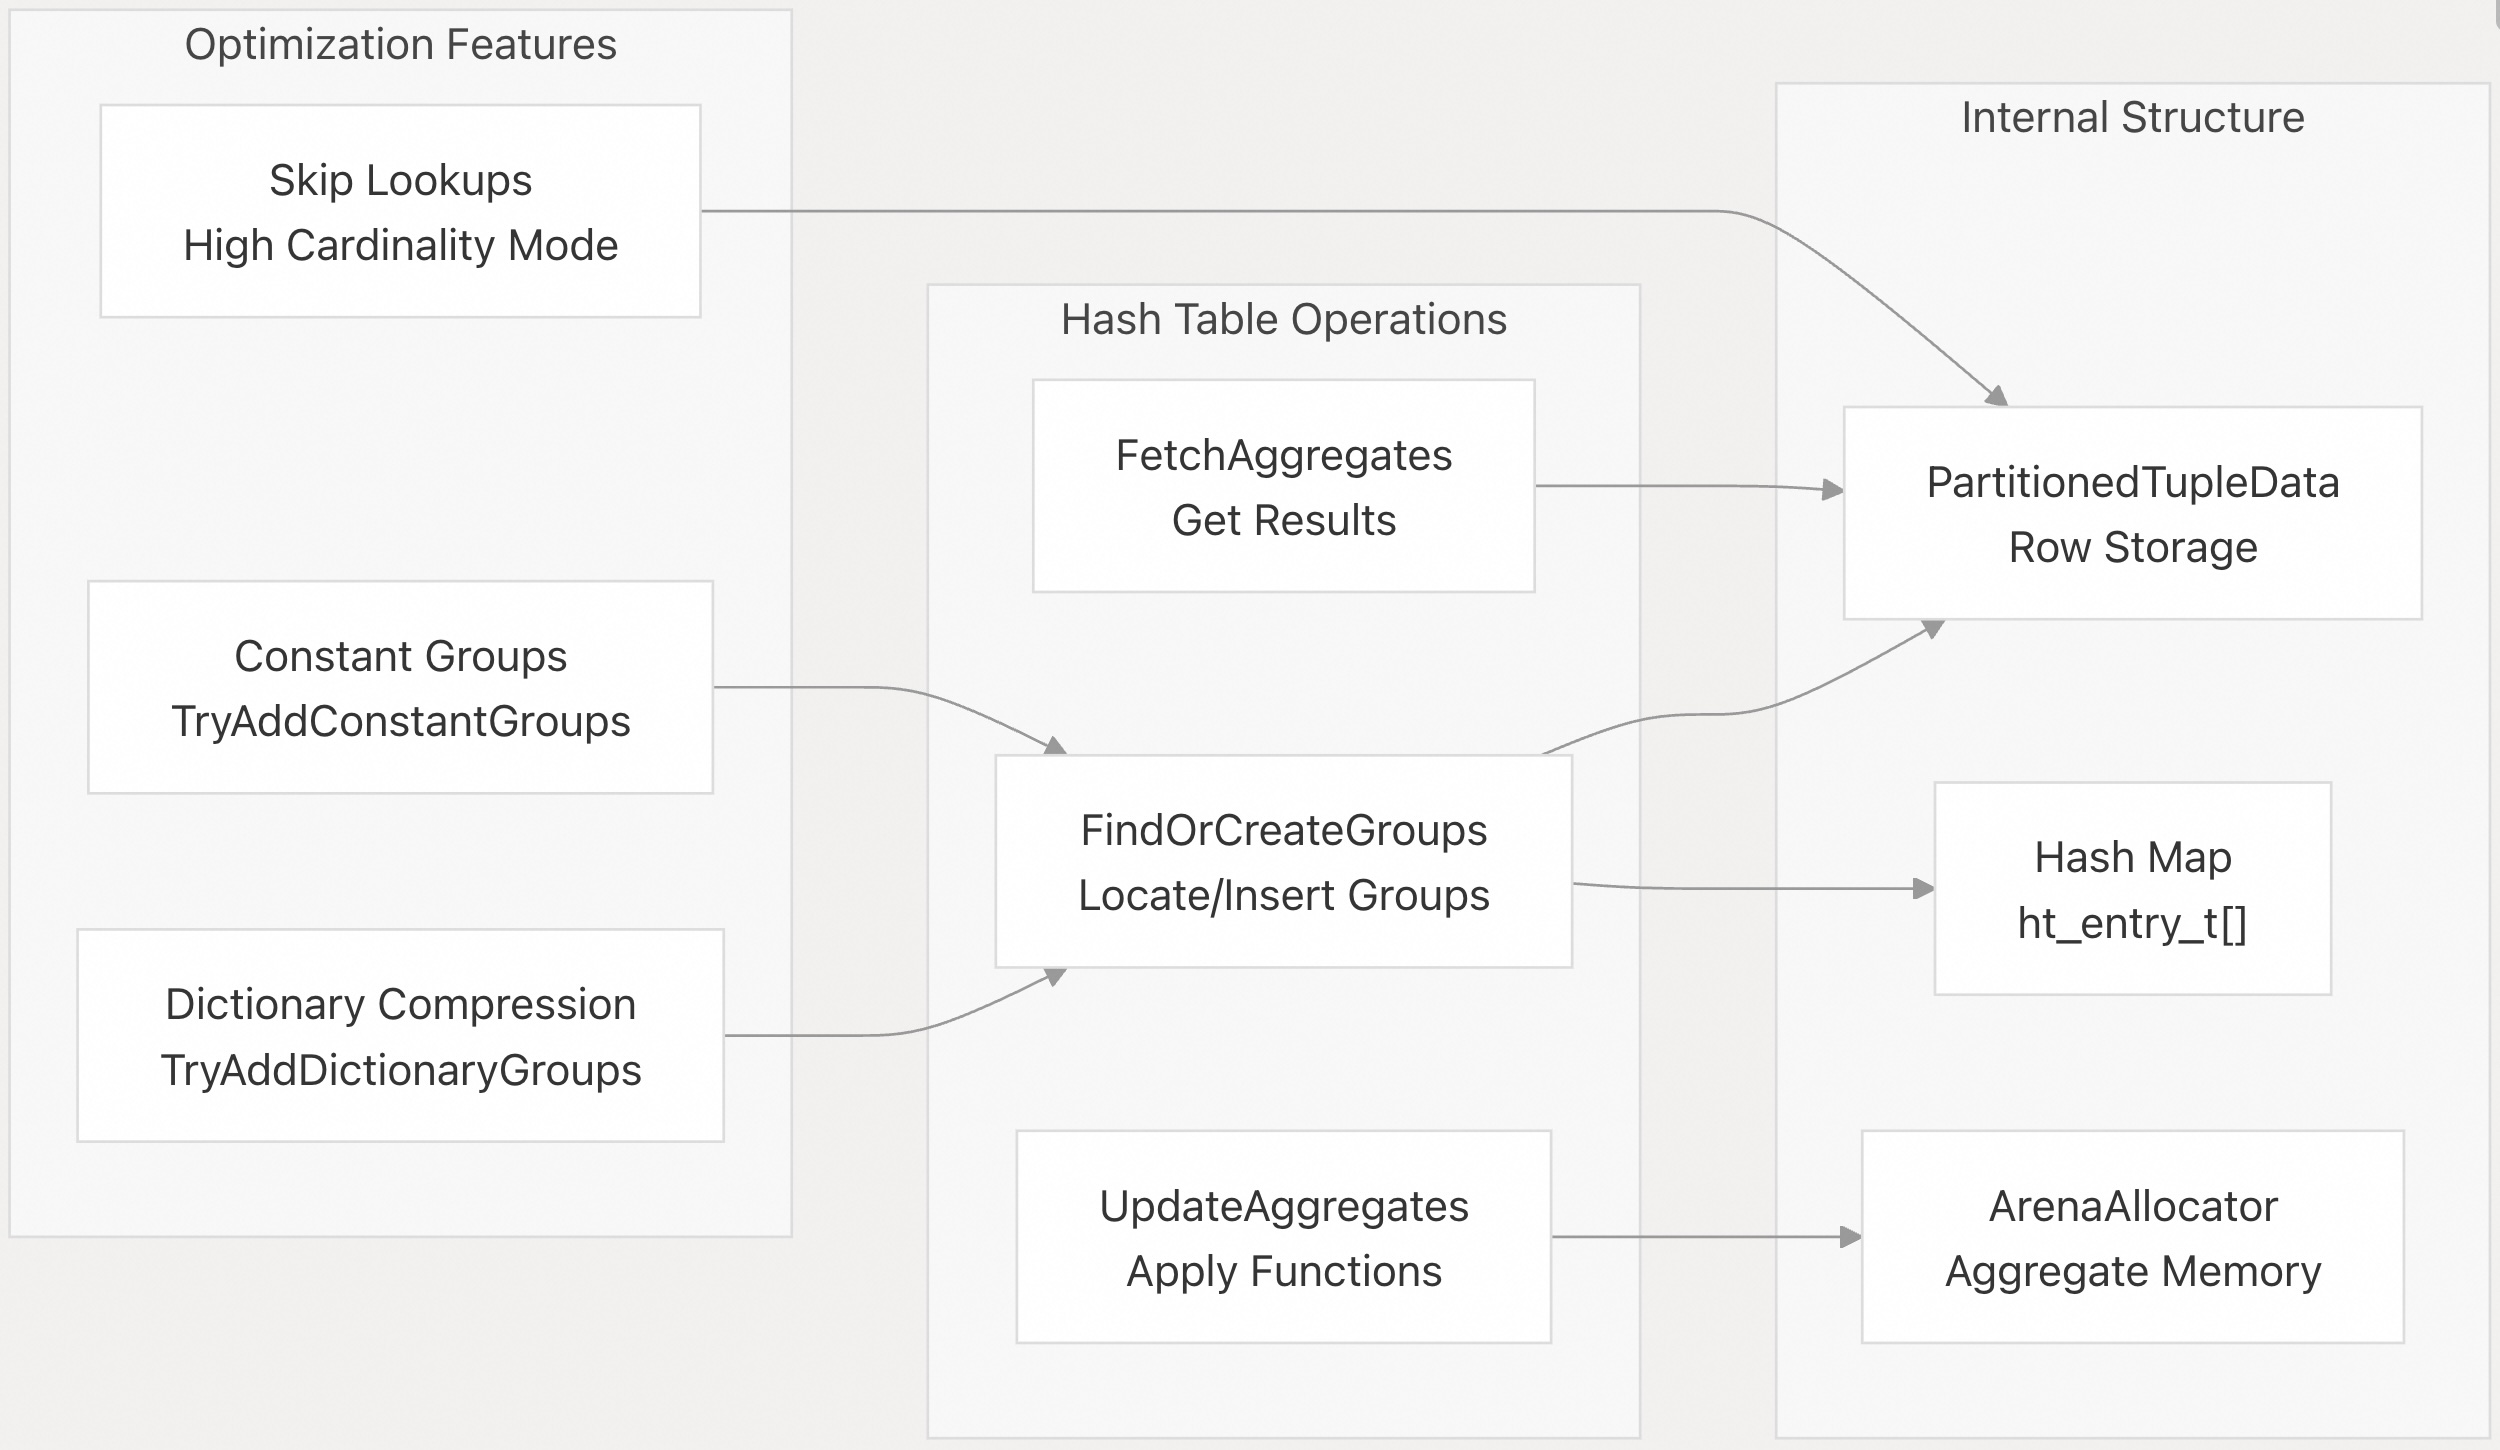 Optimization Features
Skip Lookups
High Cardinality Mode
Constant Groups
TryAddConstantGroups
Dictionary Compression
TryAddDictionaryGroups
Hash Table Operations
FetchAggregates
Get Results
FindOrCreateGroups
Locate/Insert Groups
UpdateAggregates
Apply Functions
Internal Structure
PartitionedTupleData
Row Storage
Hash Map
ht_entry_t[]
ArenaAllocator
Aggregate Memory